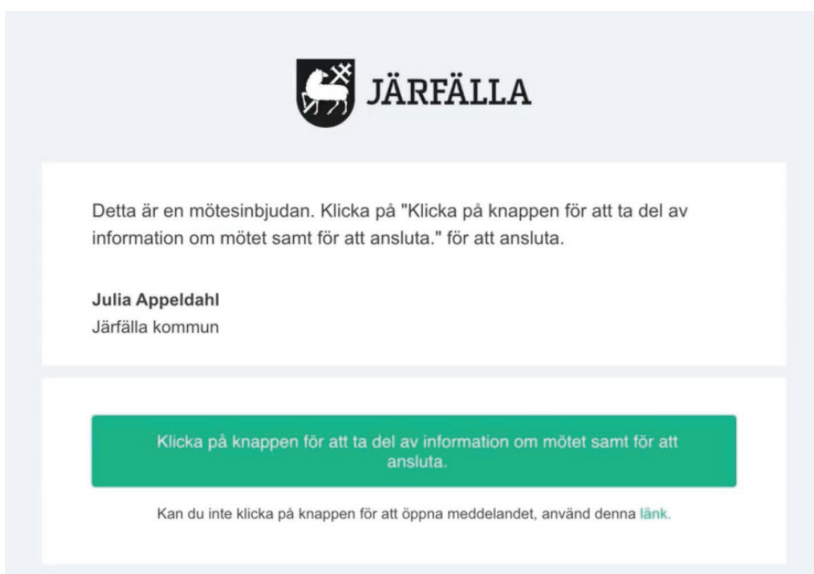 JÄRFÄLLA
Detta är en mötesinbjudan. Klicka på "Klicka på knappen för att ta del av
information om mötet samt för att ansluta." för att ansluta.
Julia Appeldahl
Järfälla kommun
Klicka på knappen för att ta del av information om mötet samt för att
ansluta.
Kan du inte klicka på knappen för att öppna meddelandet, använd denna länk.